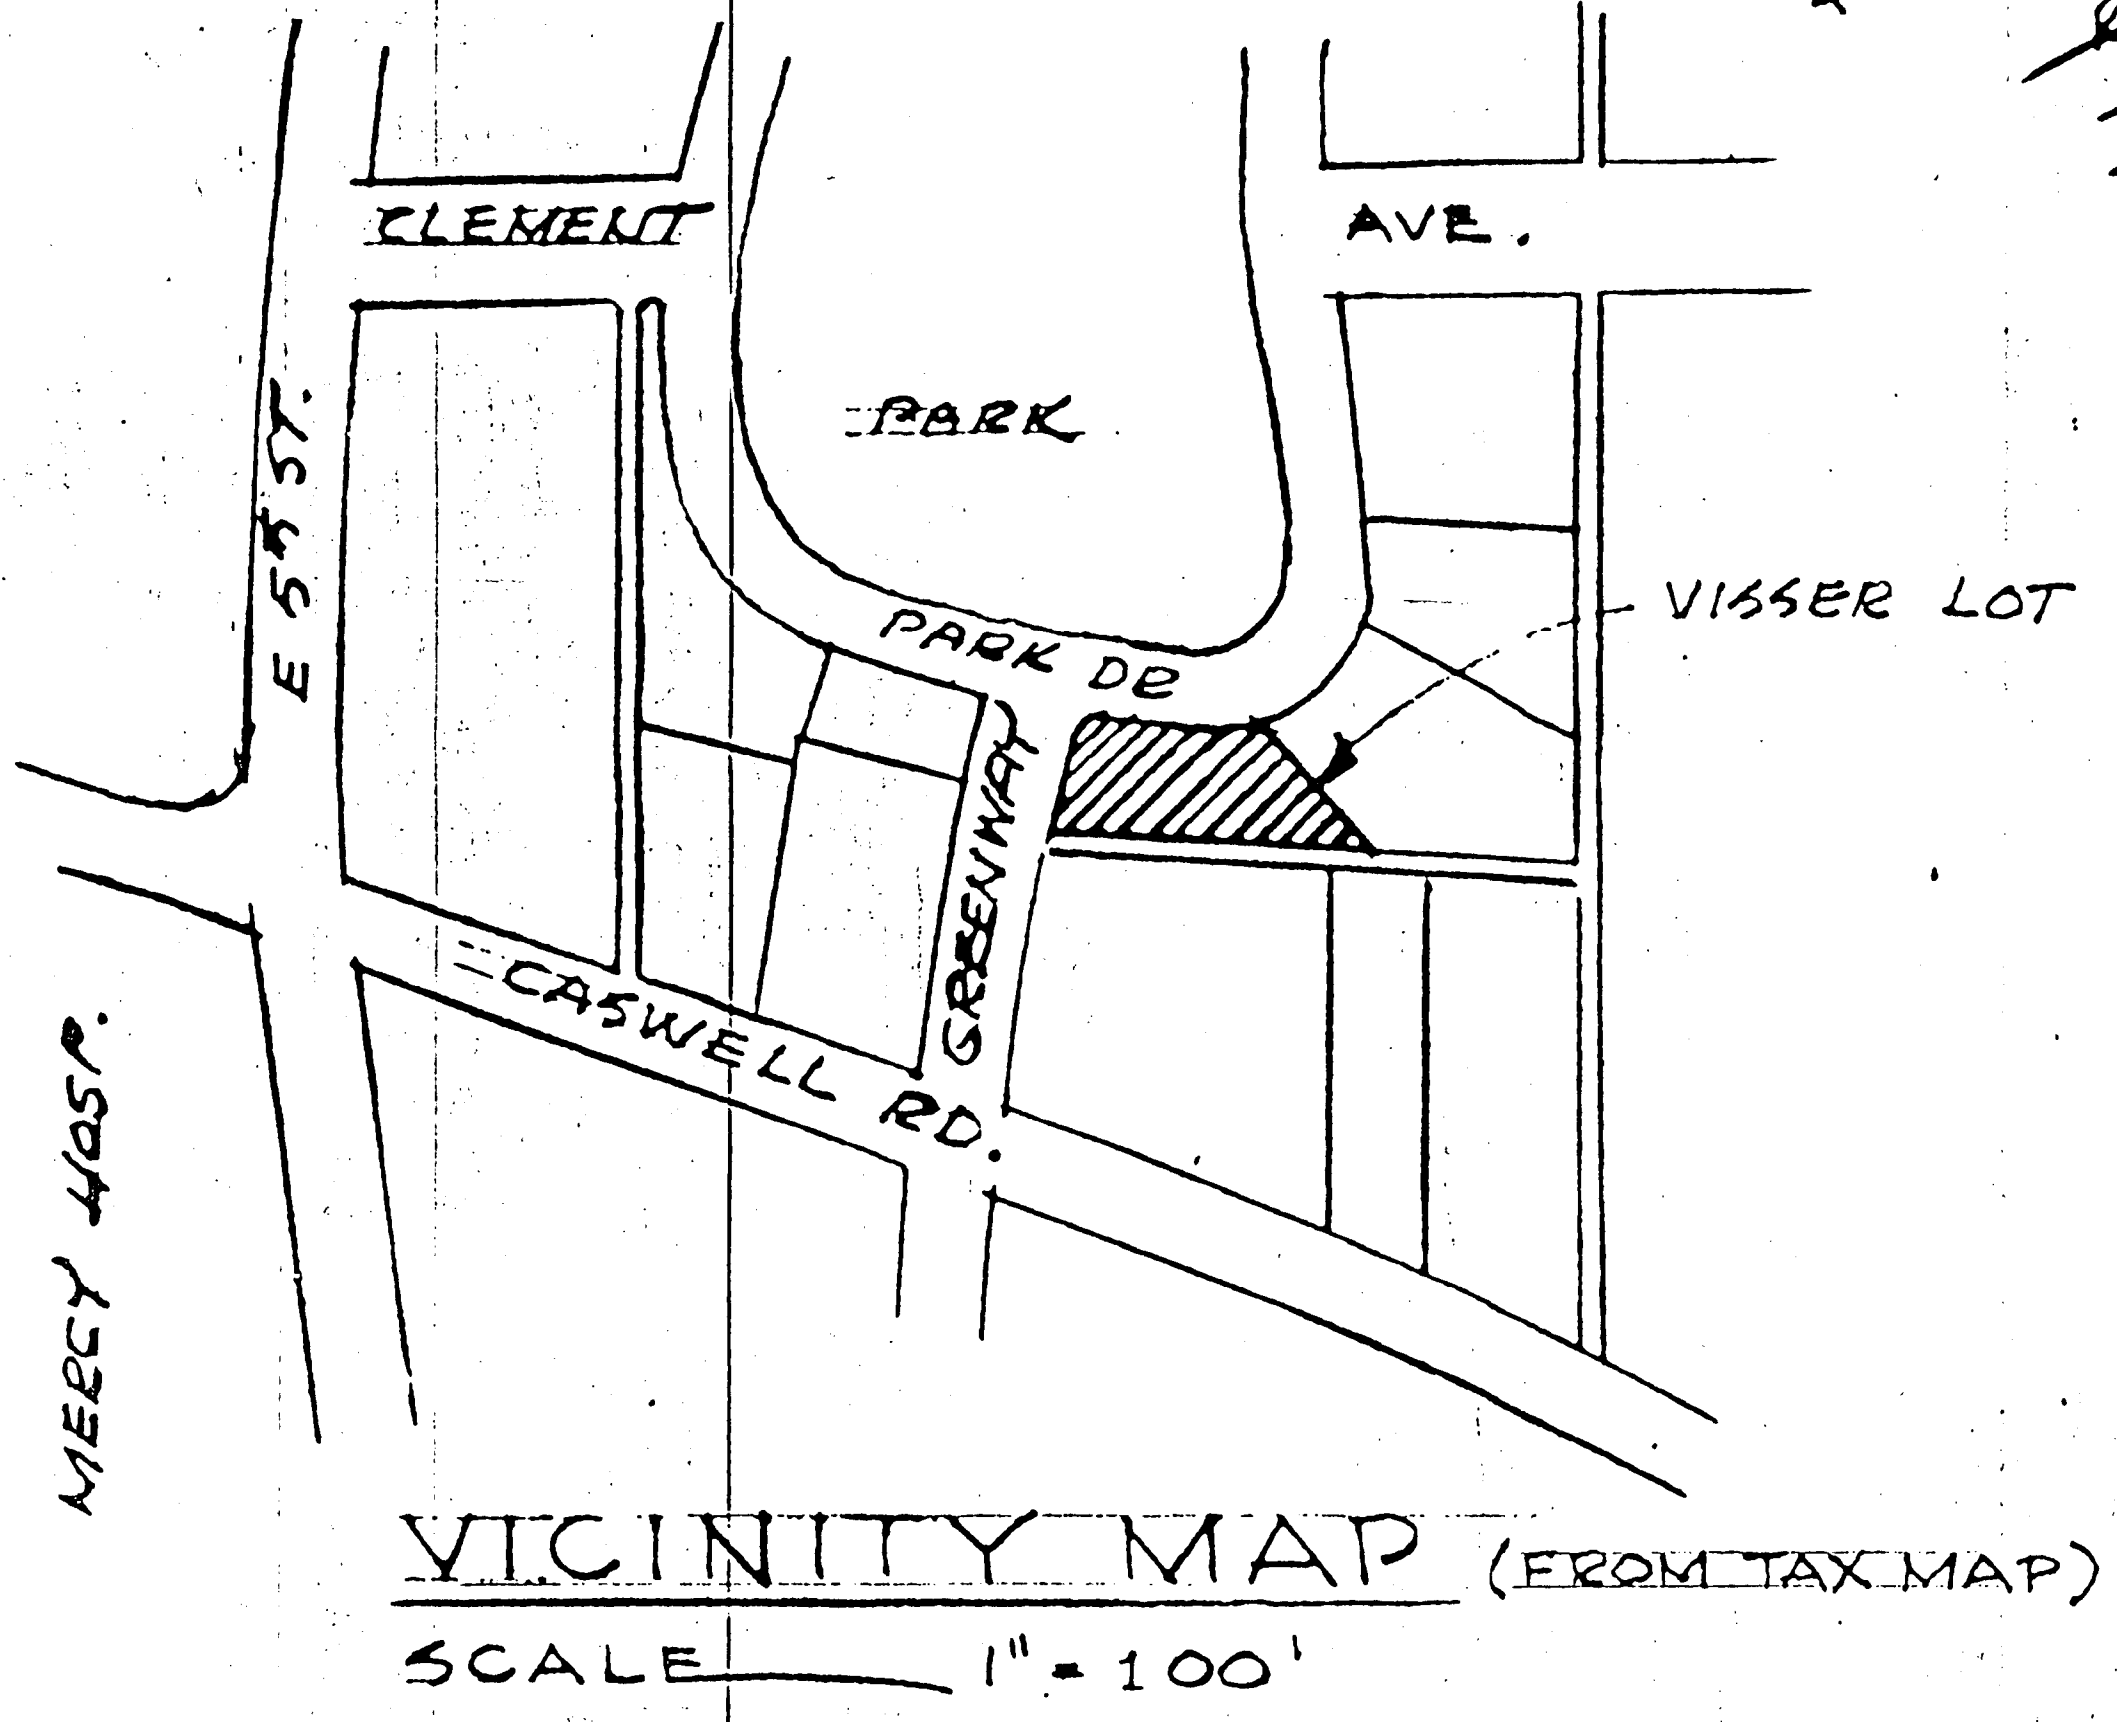 CLEMENT AVE.
PARK
E 5TH ST.
VISSER LOT
PARK DR
GREENWAY
CASWELL RD.
MERCY HOSP.
VICINITY MAP (FROM TAX MAP)
SCALE 1" = 100'